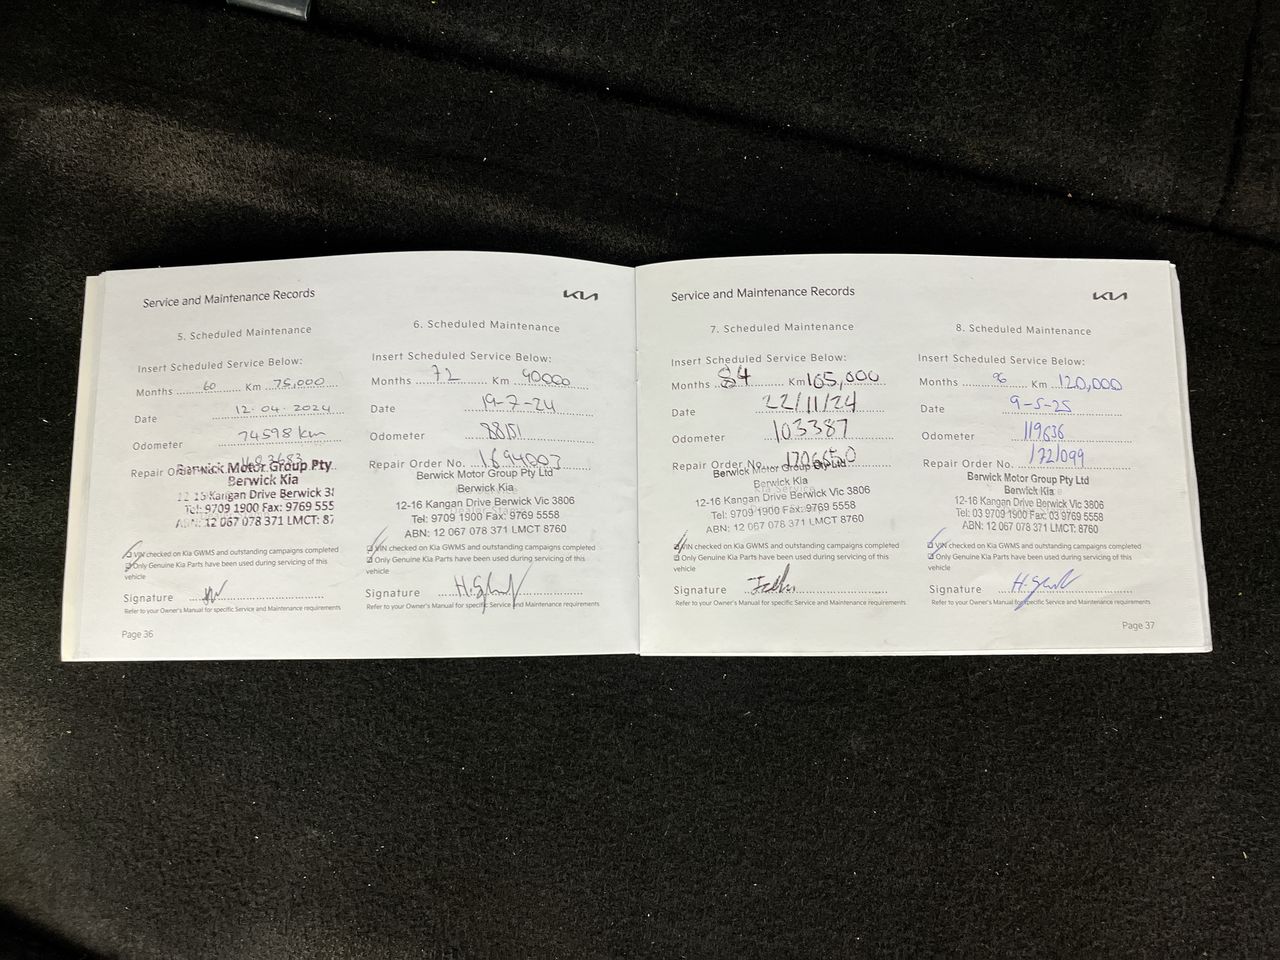 Service and Maintenance Records
KIA
5. Scheduled Maintenance
Insert Scheduled Service Below:
Months 60 Km 75,000
Date 12.04.2024
Odometer 74598 km
Repair Order No.
Berwick Motor Group Pty
Berwick Kia
12-16 Kangan Drive Berwick
Tel: 9709 1900 Fax: 9769 555
ABN: 12 067 078 371 LMCT: 87
VIN checked on Kia GWMS and outstanding campaigns completed
Only Genuine Kia Parts have been used during servicing of this
vehicle
Signature
Refer to your Owner's Manual for specific Service and Maintenance requirements
Page 36
6. Scheduled Maintenance
Insert Scheduled Service Below:
Months 72 Km 90000
Date 19-7-24
Odometer 88151
Repair Order No. 1694003
Berwick Motor Group Pty Ltd
Berwick Kia
12-16 Kangan Drive Berwick Vic 3806
Tel: 9709 1900 Fax: 9769 5558
ABN: 12 067 078 371 LMCT 8760
VIN checked on Kia GWMS and outstanding campaigns completed
Only Genuine Kia Parts have been used during servicing of this
vehicle
Signature
Refer to your Owner's Manual for specific Service and Maintenance requirements
Service and Maintenance Records
KIA
7. Scheduled Maintenance
Insert Scheduled Service Below:
Months 84 Km 105,000
Date 22/11/24
Odometer 103387
Repair Order No. 1706650
Berwick Motor Group Pty Ltd
Berwick Kia
12-16 Kangan Drive Berwick Vic 3806
Tel: 9709 1900 Fax: 9769 5558
ABN: 12 067 078 371 LMCT 8760
VIN checked on Kia GWMS and outstanding campaigns completed
Only Genuine Kia Parts have been used during servicing of this
vehicle
Signature
Refer to your Owner's Manual for specific Service and Maintenance requirements
8. Scheduled Maintenance
Insert Scheduled Service Below:
Months 96 Km 120,000
Date 9-5-25
Odometer 119636
Repair Order No. 1721099
Berwick Motor Group Pty Ltd
Berwick Kia
12-16 Kangan Drive Berwick Vic 3806
Tel: 03 9709 1900 Fax: 03 9769 5558
ABN: 12 067 078 371 LMCT: 8760
VIN checked on Kia GWMS and outstanding campaigns completed
Only Genuine Kia Parts have been used during servicing of this
vehicle
Signature
Refer to your Owner's Manual for specific Service and Maintenance requirements
Page 37